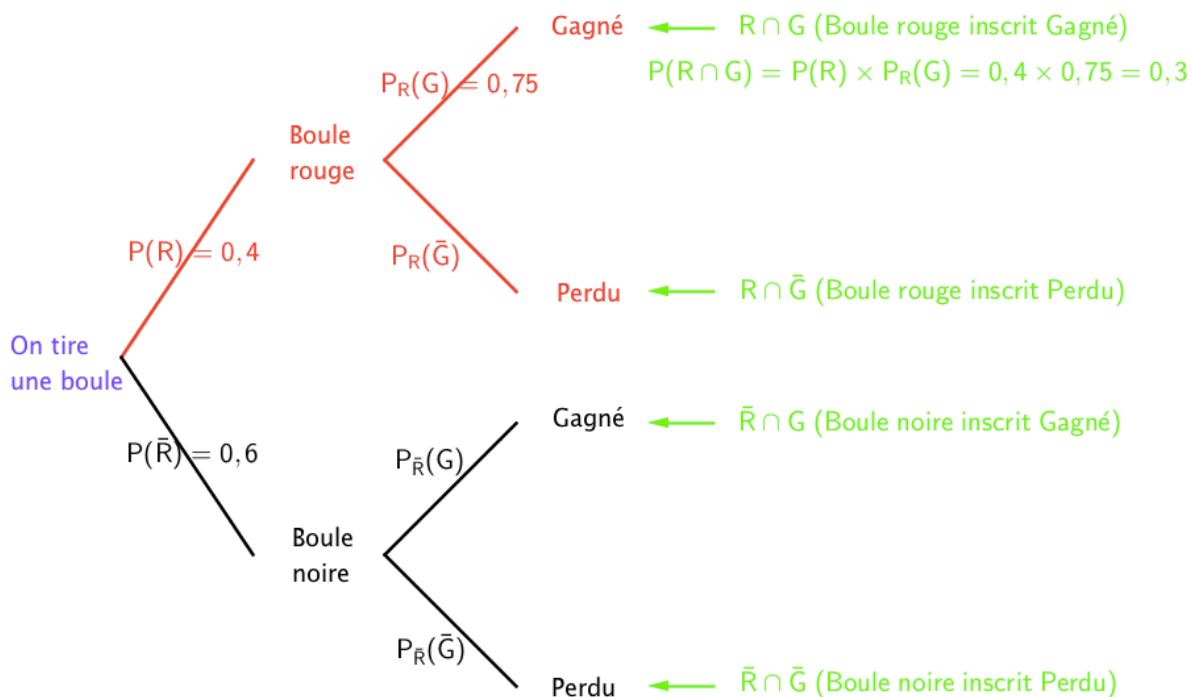 Gagné
R ∩ G (Boule rouge inscrit Gagné)
P(R ∩ G) = P(R) × P_R(G) = 0,4 × 0,75 = 0,3
P_R(G) = 0,75
Boule
rouge
P(R) = 0,4
P_R(Ḡ)
Perdu
R ∩ Ḡ (Boule rouge inscrit Perdu)
On tire
une boule
Gagné
R̄ ∩ G (Boule noire inscrit Gagné)
P(R̄) = 0,6
P_R̄(G)
Boule
noire
P_R̄(Ḡ)
Perdu
R̄ ∩ Ḡ (Boule noire inscrit Perdu)